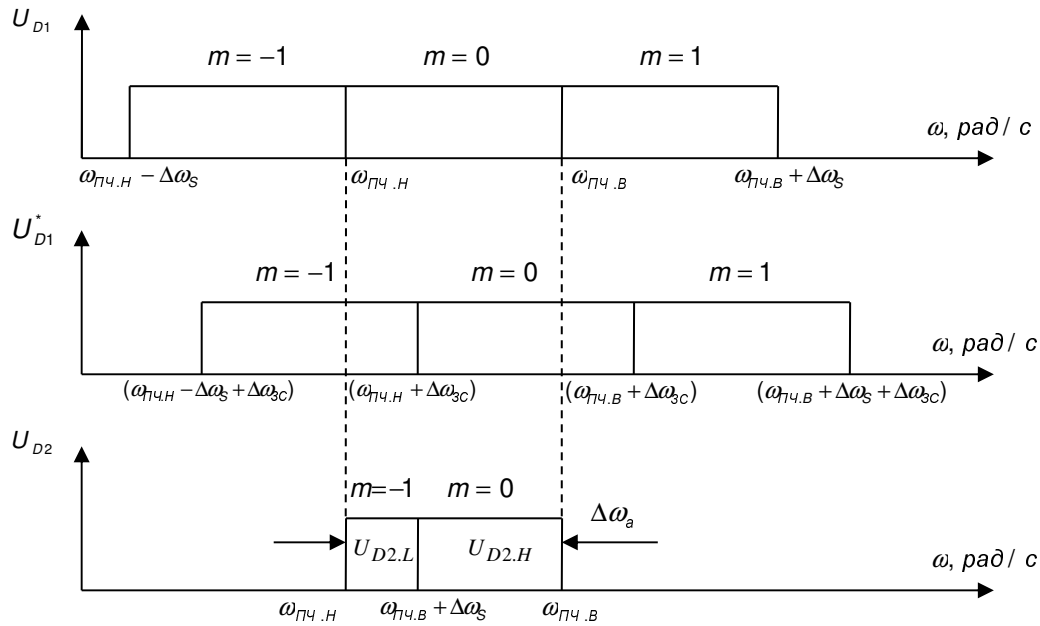 U_D1
m = −1 m = 0 m = 1
ω, рад/ с
ω_ПЧ.Н − Δω_S ω_ПЧ.Н ω_ПЧ.В ω_ПЧ.В + Δω_S
U*_D1
m = −1 m = 0 m = 1
ω, рад/ с
(ω_ПЧ.Н − Δω_S + Δω_ЗС) (ω_ПЧ.Н + Δω_ЗС) (ω_ПЧ.В + Δω_ЗС) (ω_ПЧ.В + Δω_S + Δω_ЗС)
U_D2
m=−1 m = 0
Δω_a
U_D2.L U_D2.H
ω, рад/ с
ω_ПЧ.Н ω_ПЧ.В + Δω_S ω_ПЧ.В